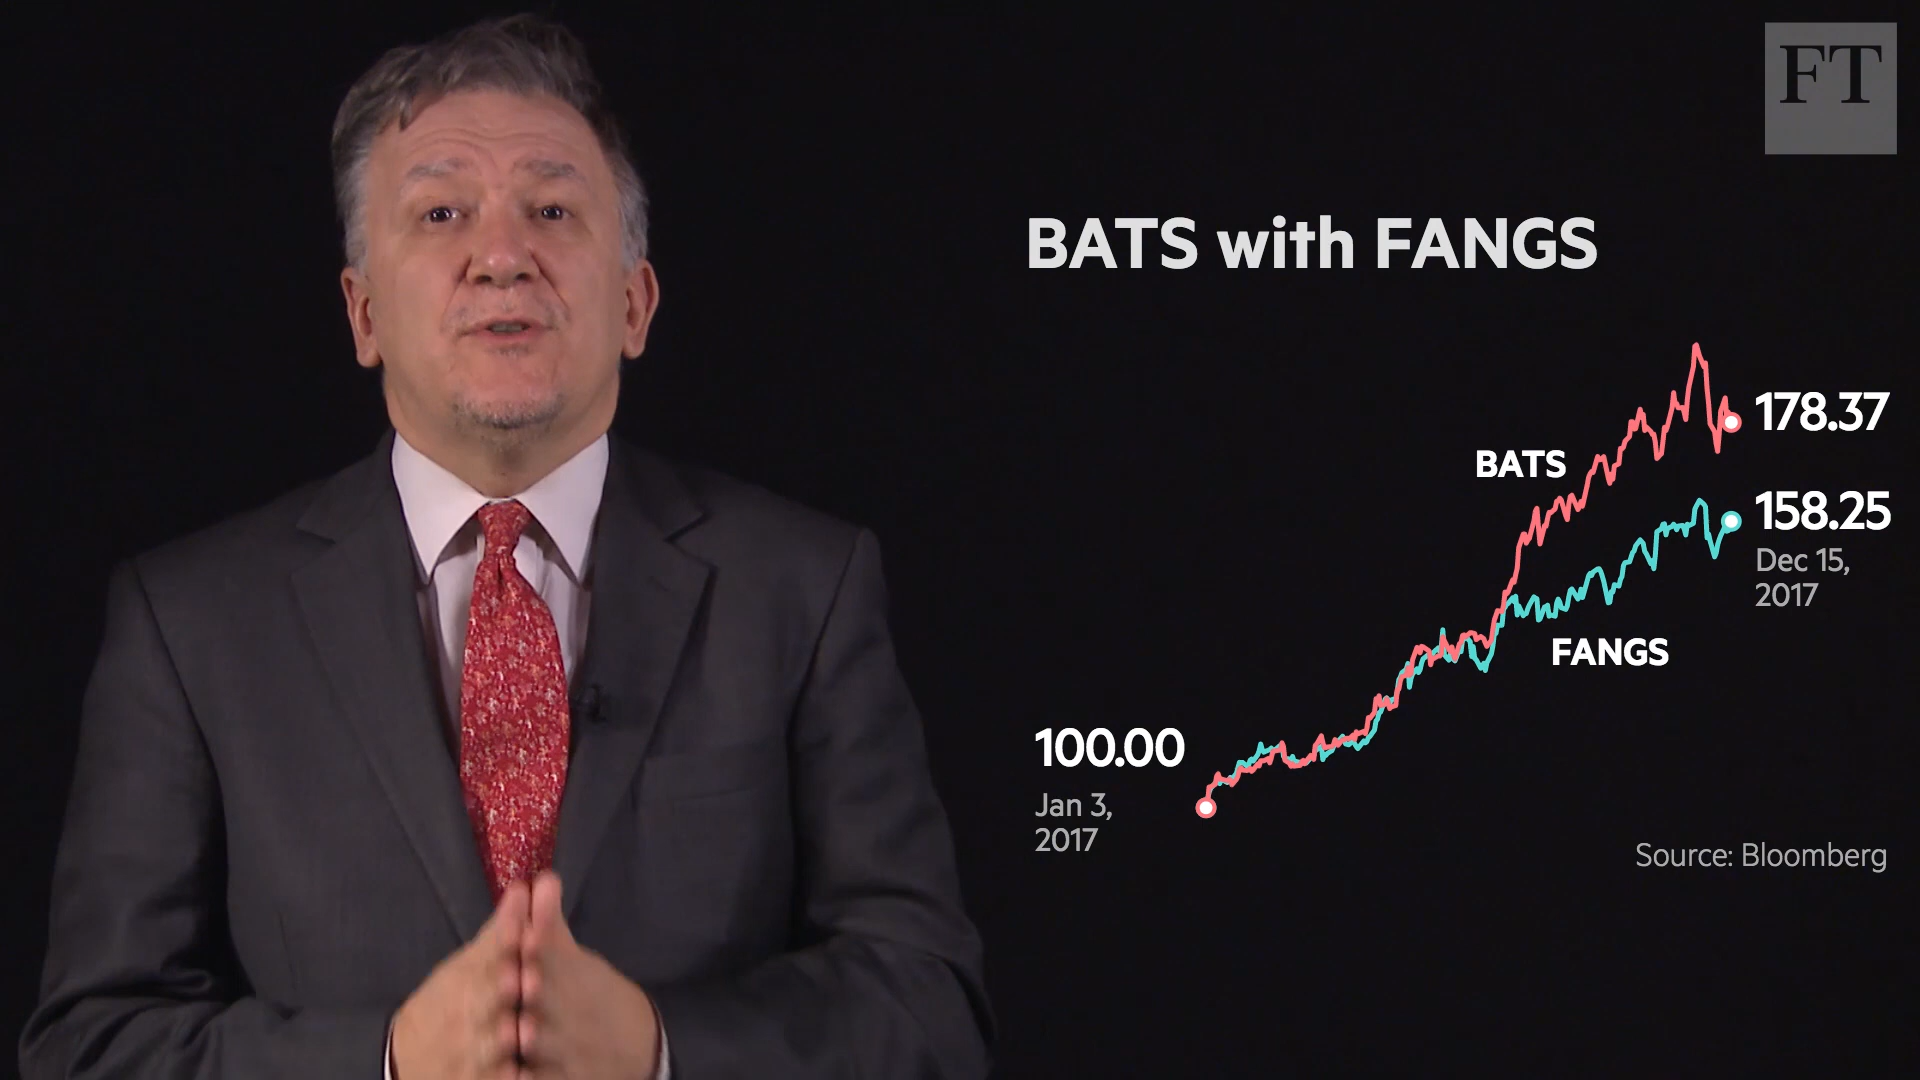 FT
BATS with FANGS
178.37
BATS
158.25
Dec 15,
2017
FANGS
100.00
Jan 3,
2017
Source: Bloomberg